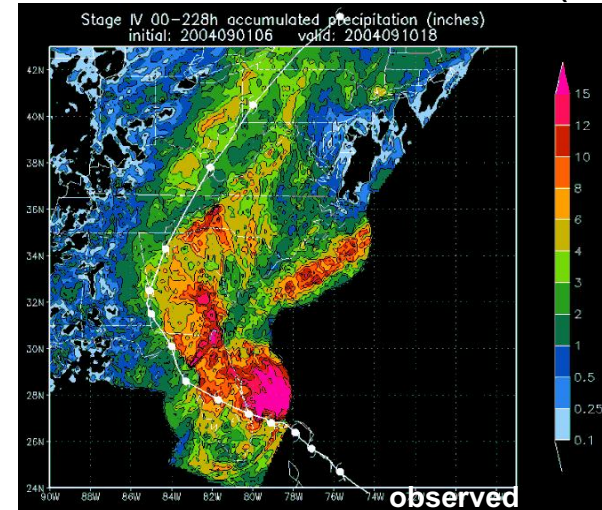 Stage IV 00-228h accumulated precipitation (inches)
initial: 2004090106 valid: 2004091018
42N
40N
38N
36N
34N
32N
30N
28N
26N
24N
90W 88W 86W 84W 82W 80W 78W 76W 74W
observed
15
12
10
8
6
4
3
2
1
0.5
0.25
0.1